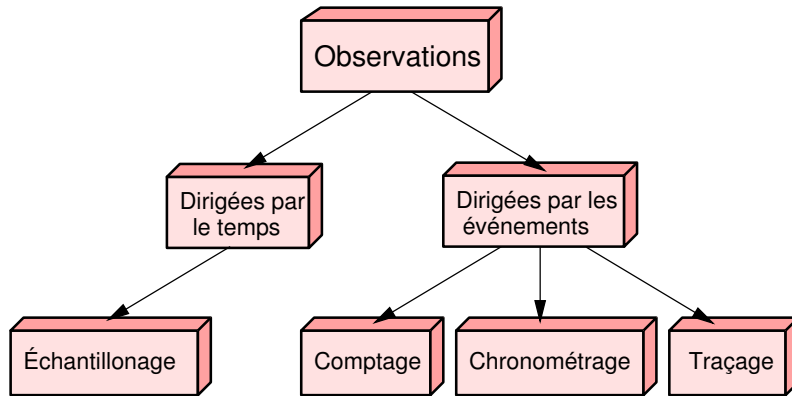 Observations
Dirigées par
le temps
Dirigées par les
événements
Échantillonage
Comptage
Chronométrage
Traçage